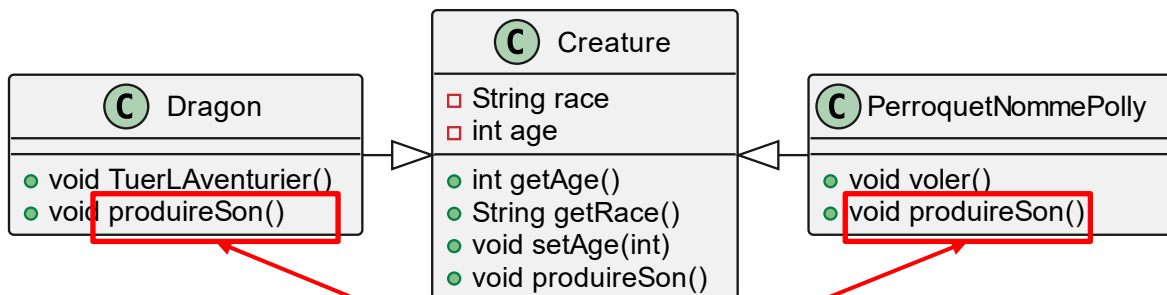 C Dragon
void TuerLAventurier()
void produireSon()
C Creature
String race
int age
int getAge()
String getRace()
void setAge(int)
void produireSon()
C PerroquetNommePolly
void voler()
void produireSon()